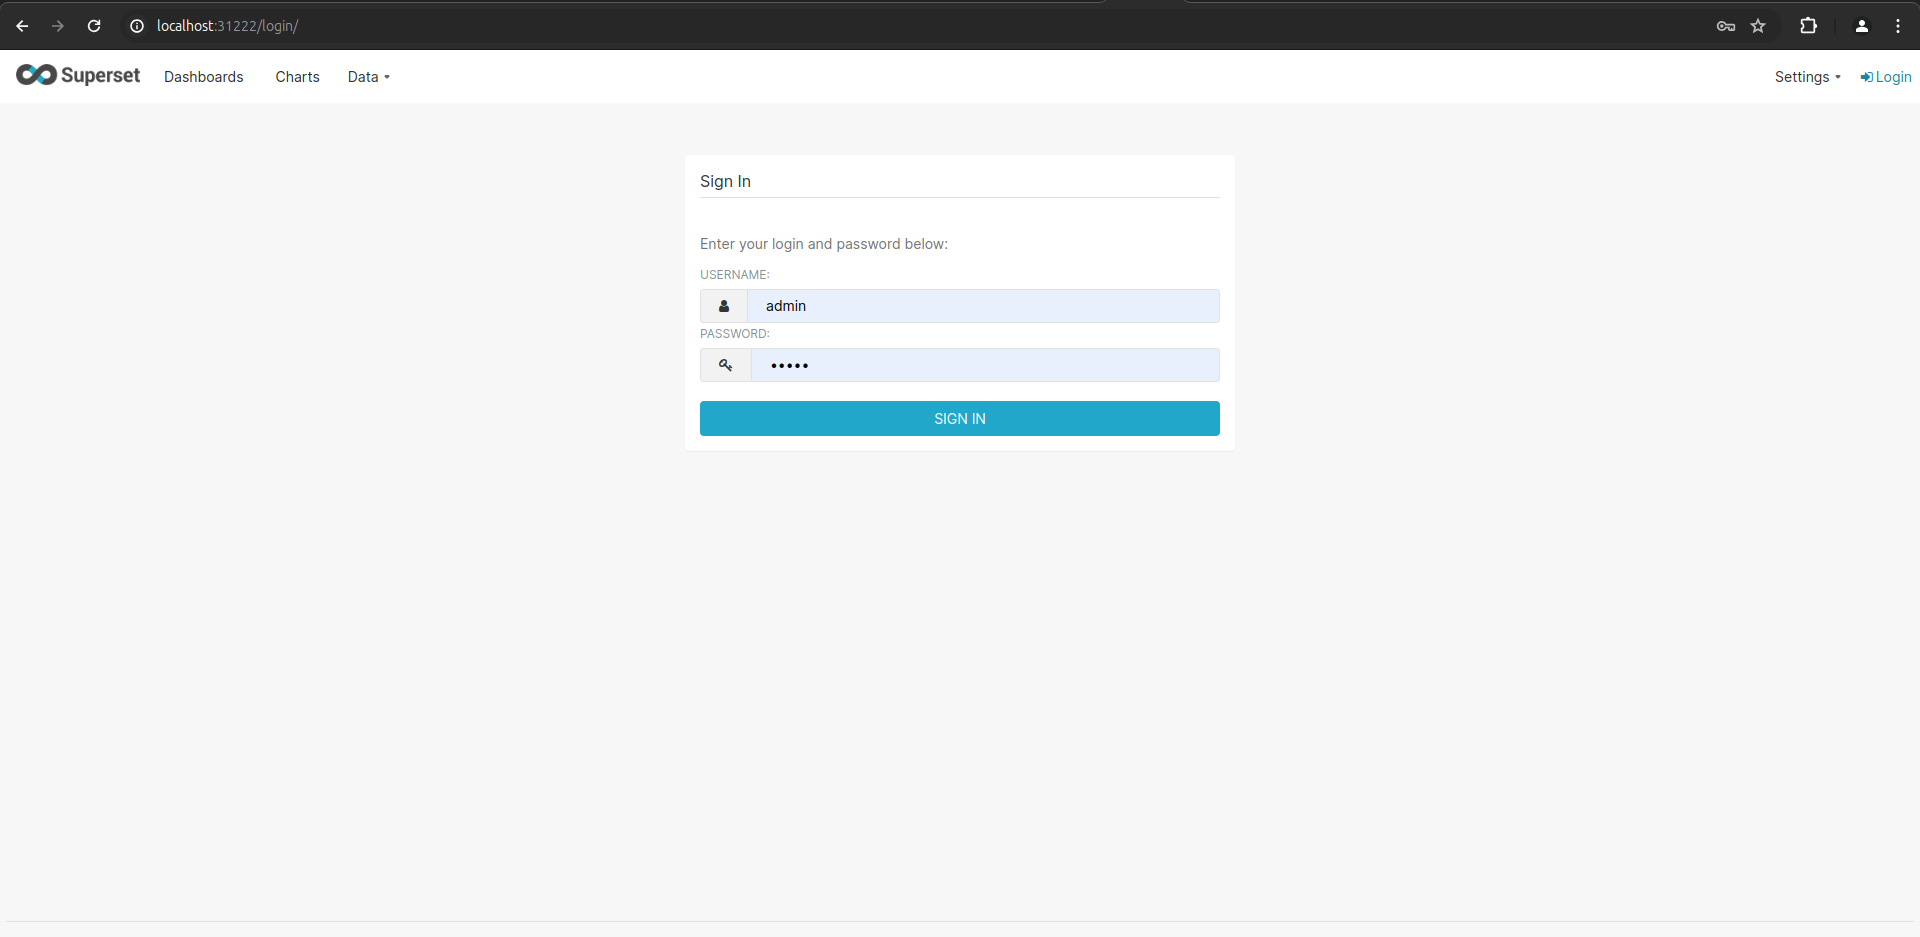 localhost:31222/login/
Superset Dashboards Charts Data Settings Login
Sign In
Enter your login and password below:
USERNAME:
admin
PASSWORD:
•••••
SIGN IN